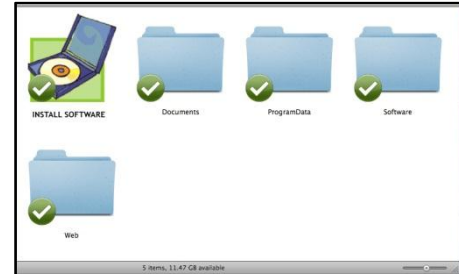 INSTALL SOFTWARE
Documents
ProgramData
Software
Web
5 items, 11.47 GB available